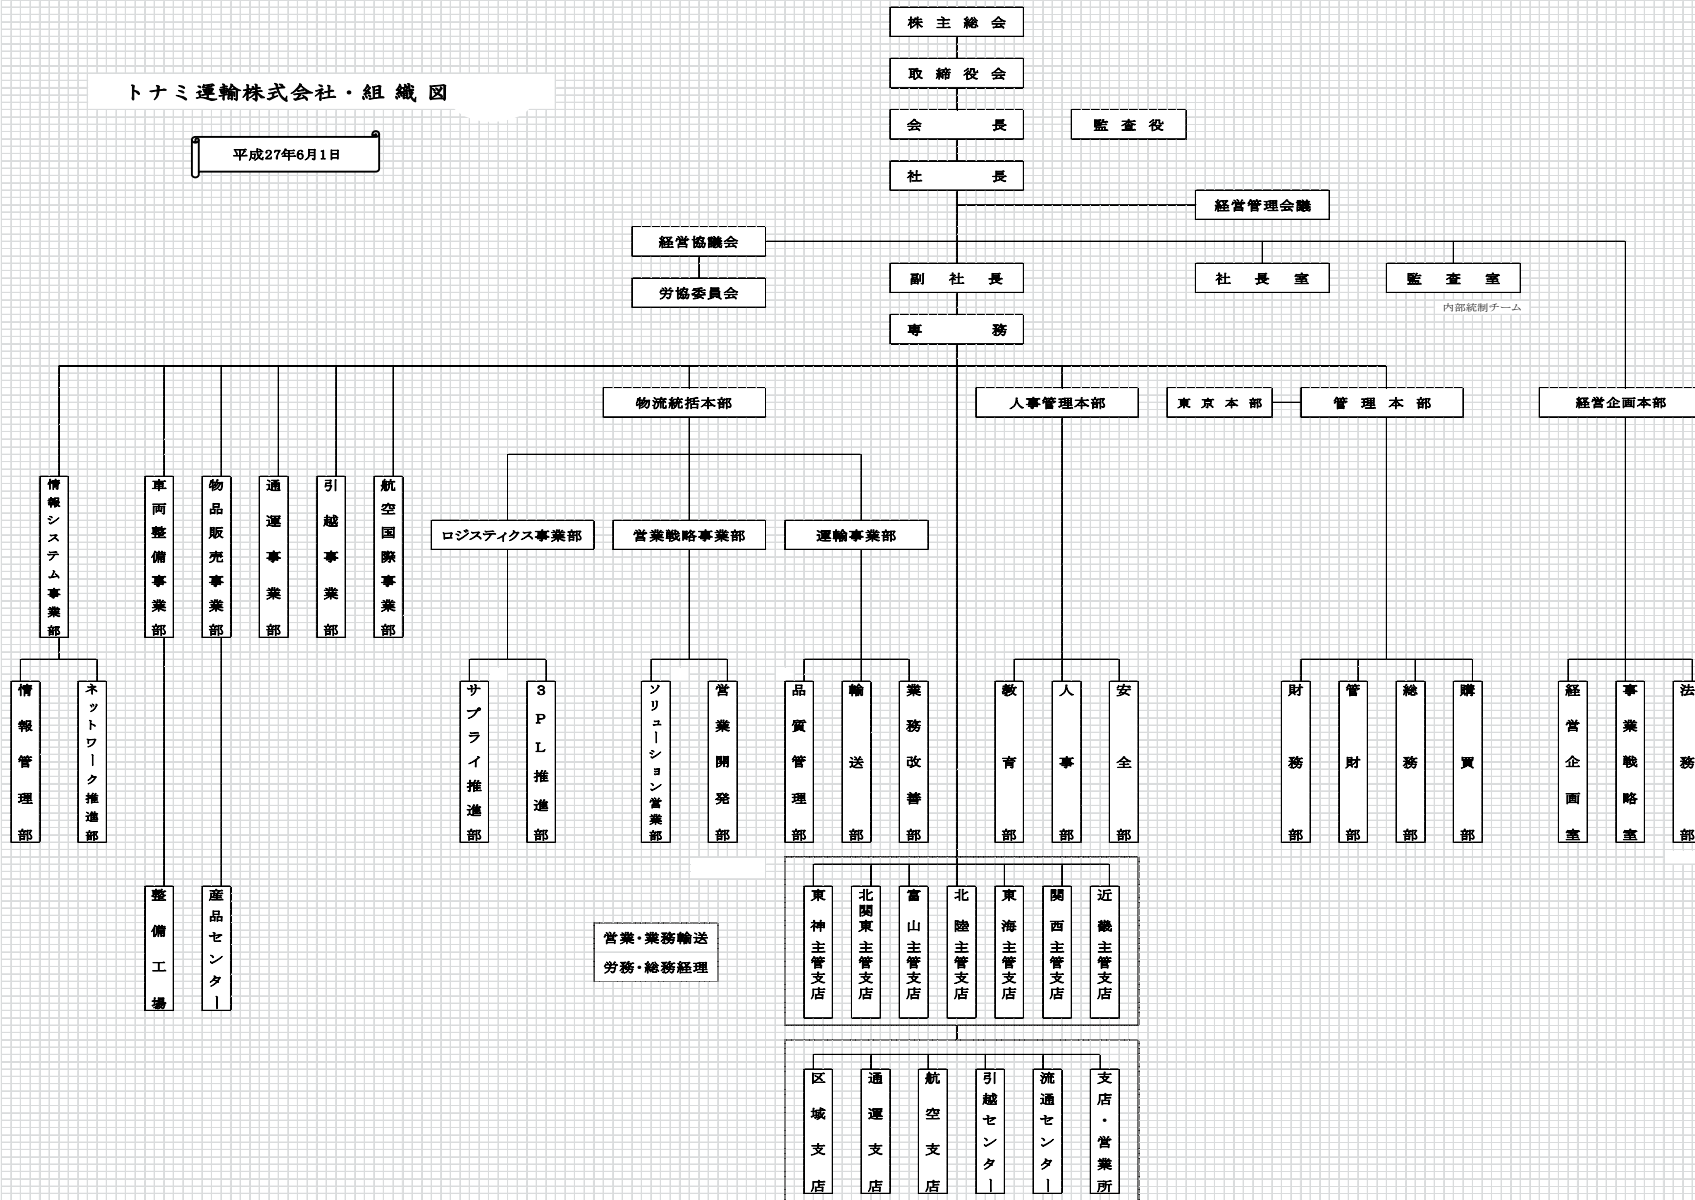 株主総会
取締役会
トナミ運輸株式会社・組織図
会長
監査役
平成27年6月1日
社長
経営管理会議
経営協議会
副社長
社長室
監査室
労協委員会
内部統制チーム
専務
物流統括本部
人事管理本部
東京本部
管理本部
経営企画本部
情報システム事業部
車両整備事業部
物品販売事業部
通運事業部
引越事業部
航空国際事業部
ロジスティクス事業部
営業戦略事業部
運輸事業部
情報管理部
ネットワーク推進部
サプライ推進部
3PL推進部
ソリューション営業部
営業開発部
品質管理部
輸送部
業務改善部
教育部
人事部
安全部
財務部
管財部
総務部
購買部
経営企画室
事業戦略室
法務部
整備工場
産品センター
営業・業務輸送
労務・総務経理
東神主管支店
北関東主管支店
富山主管支店
北陸主管支店
東海主管支店
関西主管支店
近畿主管支店
区域支店
通運支店
航空支店
引越センター
流通センター
支店・営業所